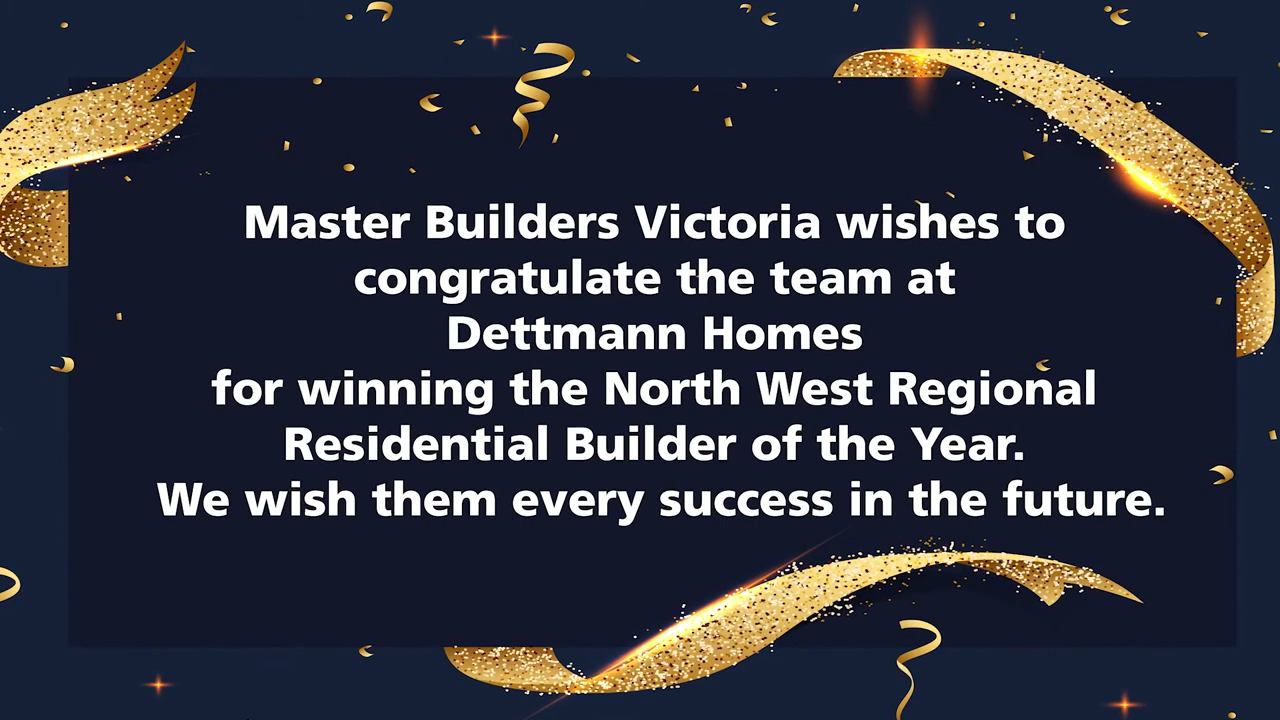 Master Builders Victoria wishes to
congratulate the team at
Dettmann Homes
for winning the North West Regional
Residential Builder of the Year.
We wish them every success in the future.